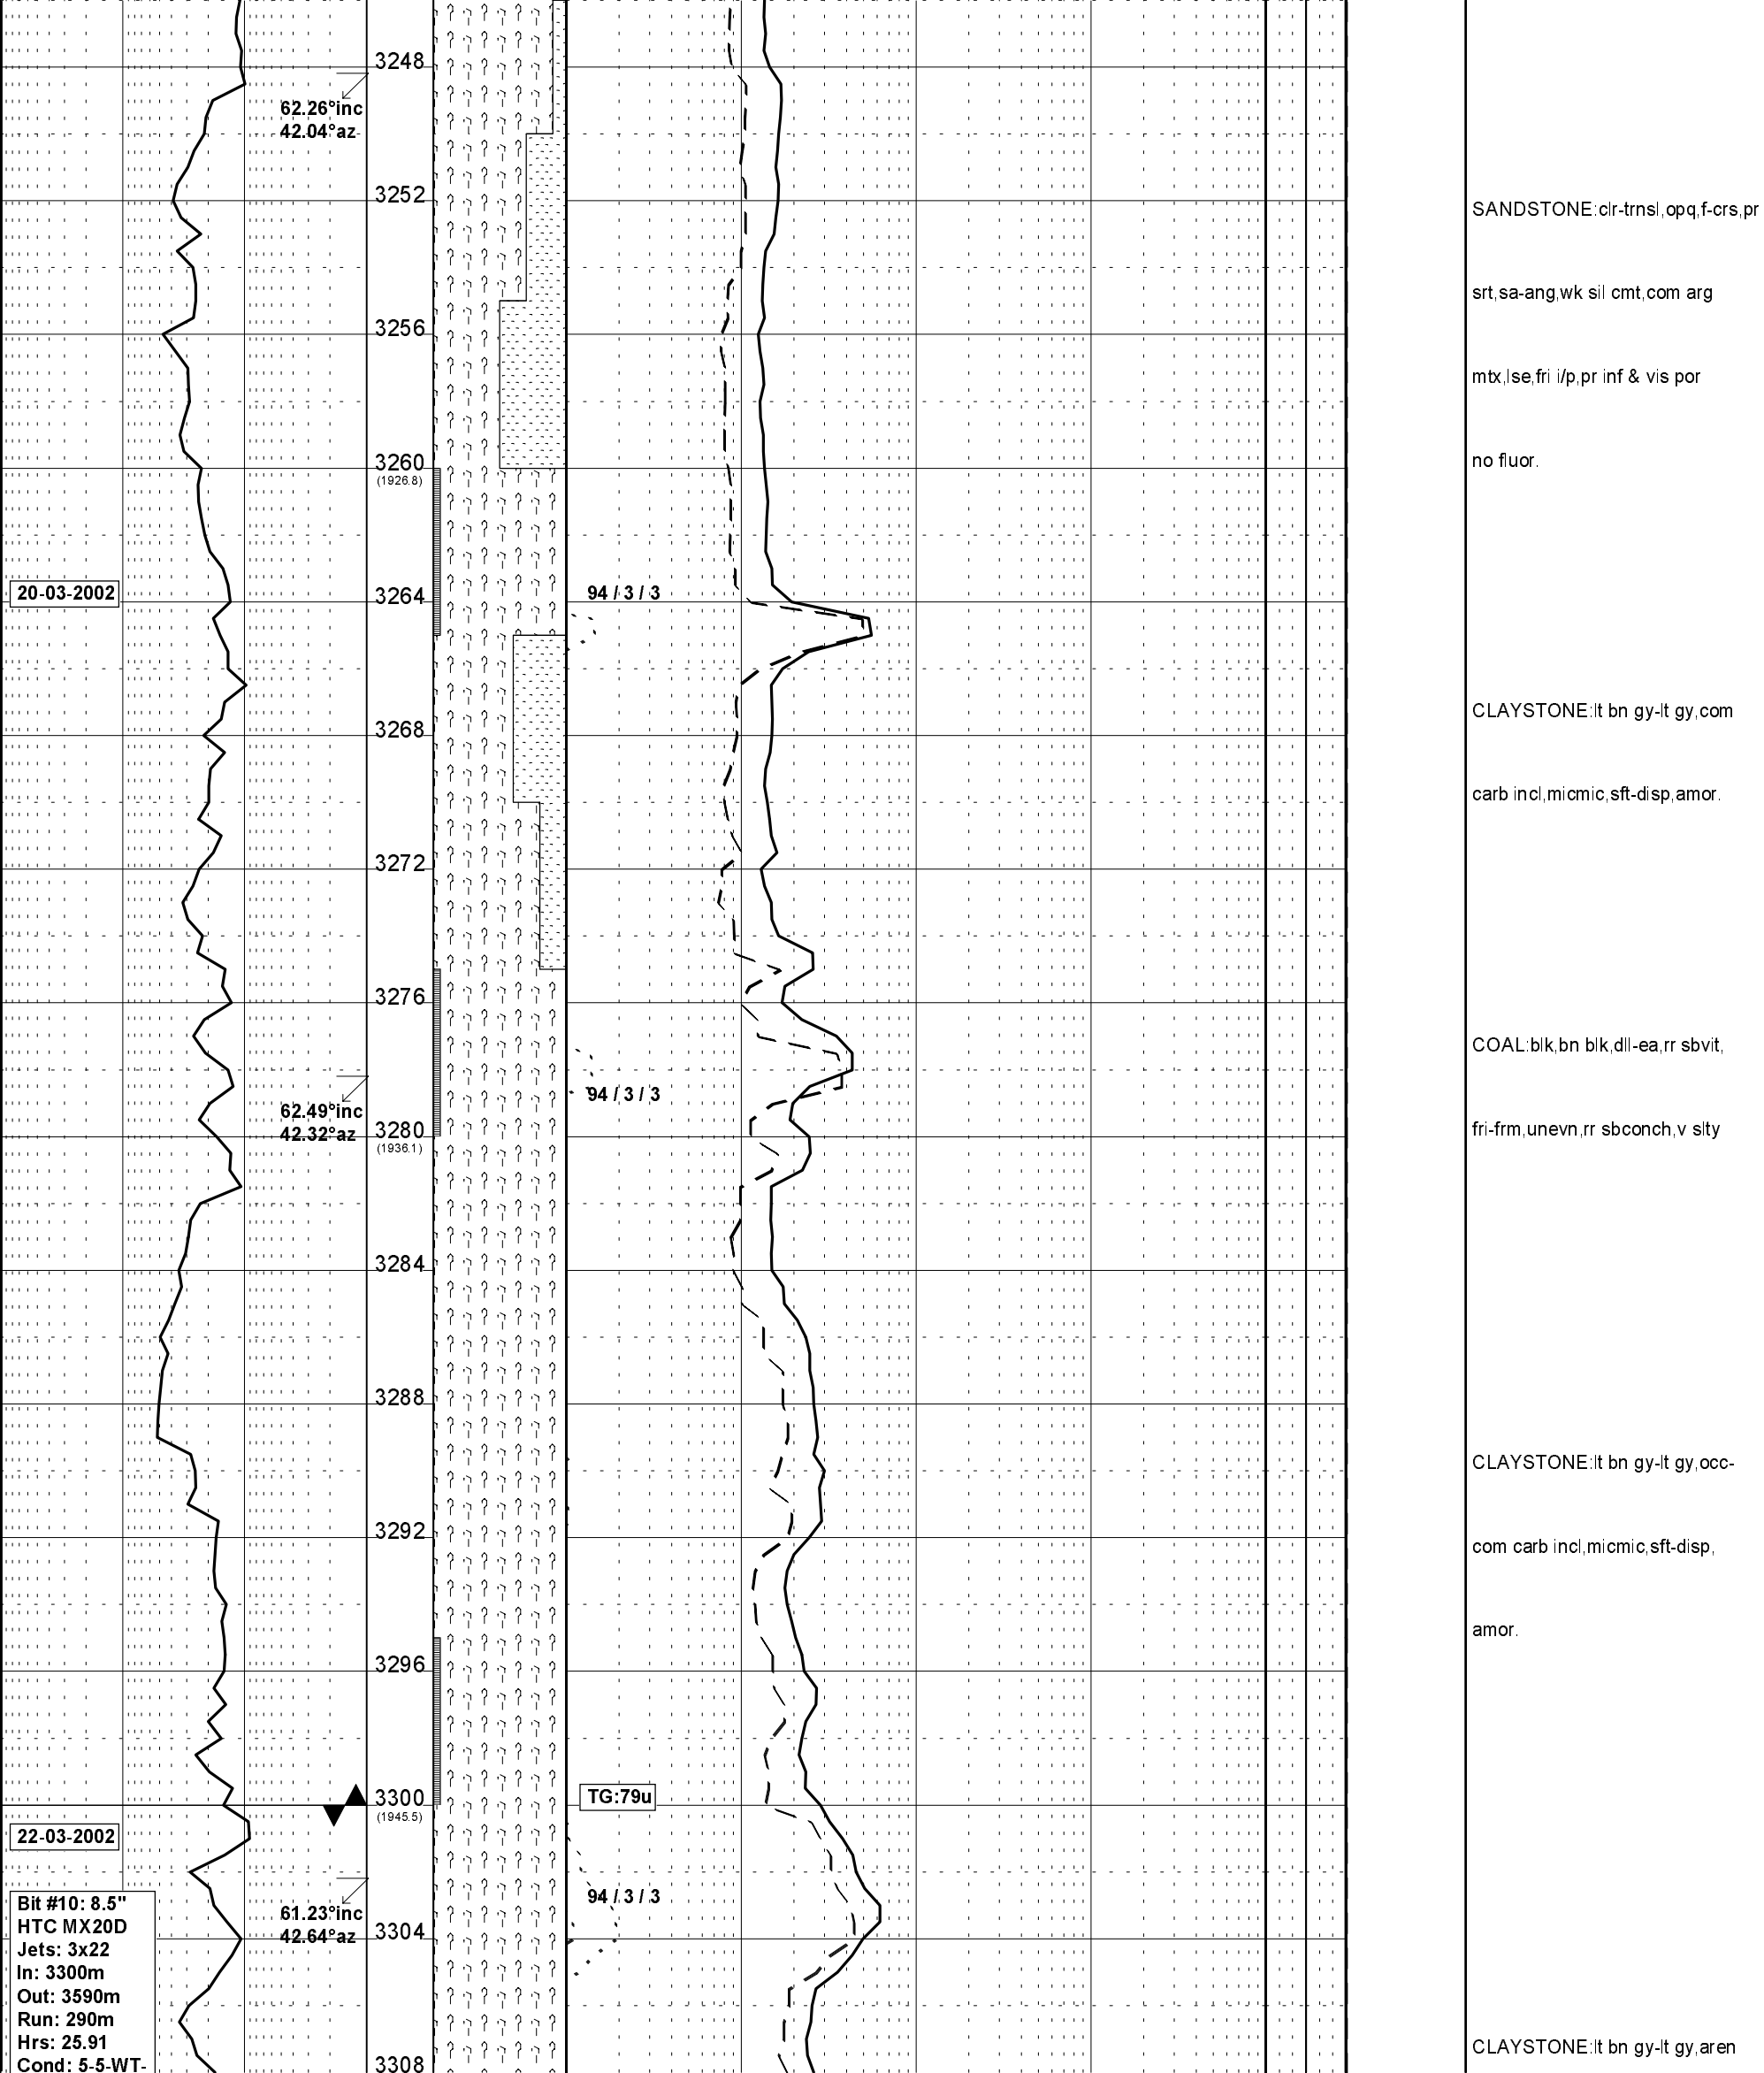 3248
62.26°inc
42.04°az
3252
SANDSTONE:clr-trnsl,opq,f-crs,pr
srt,sa-ang,wk sil cmt,com arg
3256
mtx,lse,fri i/p,pr inf & vis por
3260
(1926.8)
no fluor.
20-03-2002
3264
94 / 3 / 3
CLAYSTONE:lt bn gy-lt gy,com
3268
carb incl,micmic,sft-disp,amor.
3272
3276
COAL:blk,bn blk,dll-ea,rr sbvit,
94 / 3 / 3
62.49°inc
42.32°az
3280
(1936.1)
fri-frm,unevn,rr sbconch,v slty
3284
3288
CLAYSTONE:lt bn gy-lt gy,occ-
3292
com carb incl,micmic,sft-disp,
amor.
3296
3300
(1945.5)
TG:79u
22-03-2002
94 / 3 / 3
61.23°inc
42.64°az
3304
Bit #10: 8.5"
HTC MX20D
Jets: 3x22
In: 3300m
Out: 3590m
Run: 290m
Hrs: 25.91
Cond: 5-5-WT-
3308
CLAYSTONE:lt bn gy-lt gy,aren